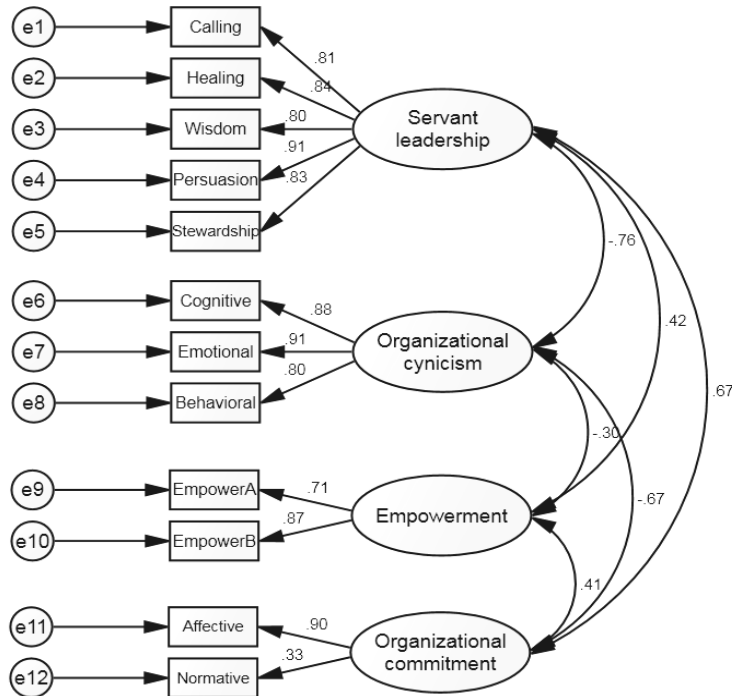 e1
Calling
.81
e2
Healing
.84
e3
Wisdom
.80
Servant
leadership
e4
Persuasion
.91
e5
Stewardship
.83
-.76
.42
.67
e6
Cognitive
.88
e7
Emotional
.91
Organizational
cynicism
e8
Behavioral
.80
-.30
-.67
e9
EmpowerA
.71
Empowerment
e10
EmpowerB
.87
.41
e11
Affective
.90
Organizational
commitment
e12
Normative
.33